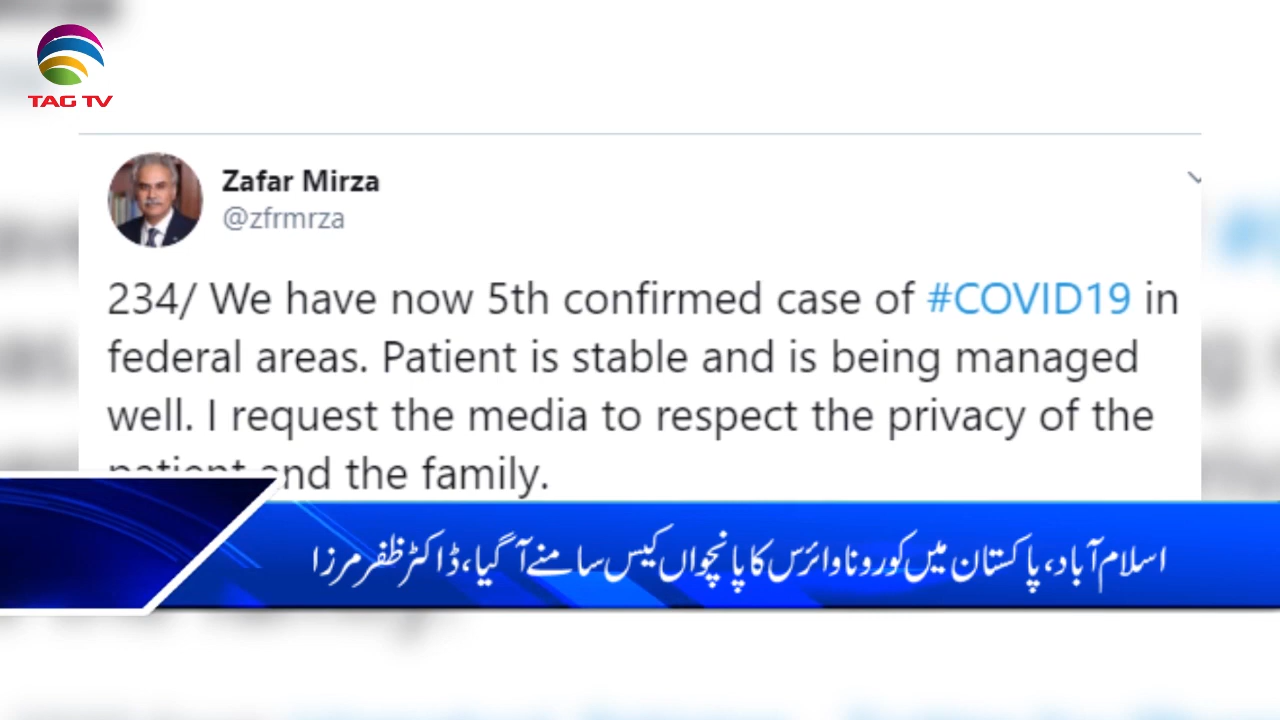 TAG TV
Zafar Mirza
@zfrmrza
234/ We have now 5th confirmed case of #COVID19 in
federal areas. Patient is stable and is being managed
well. I request the media to respect the privacy of the
patient and the family.
اسلام آباد، پاکستان میں کورونا وائرس کا پانچواں کیس سامنے آ گیا، ڈاکٹر ظفر مرزا